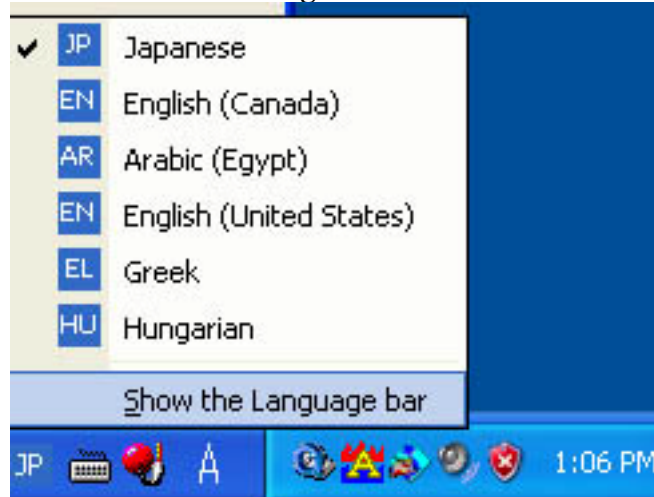 JP Japanese
EN English (Canada)
AR Arabic (Egypt)
EN English (United States)
EL Greek
HU Hungarian
Show the Language bar
JP A 1:06 PM